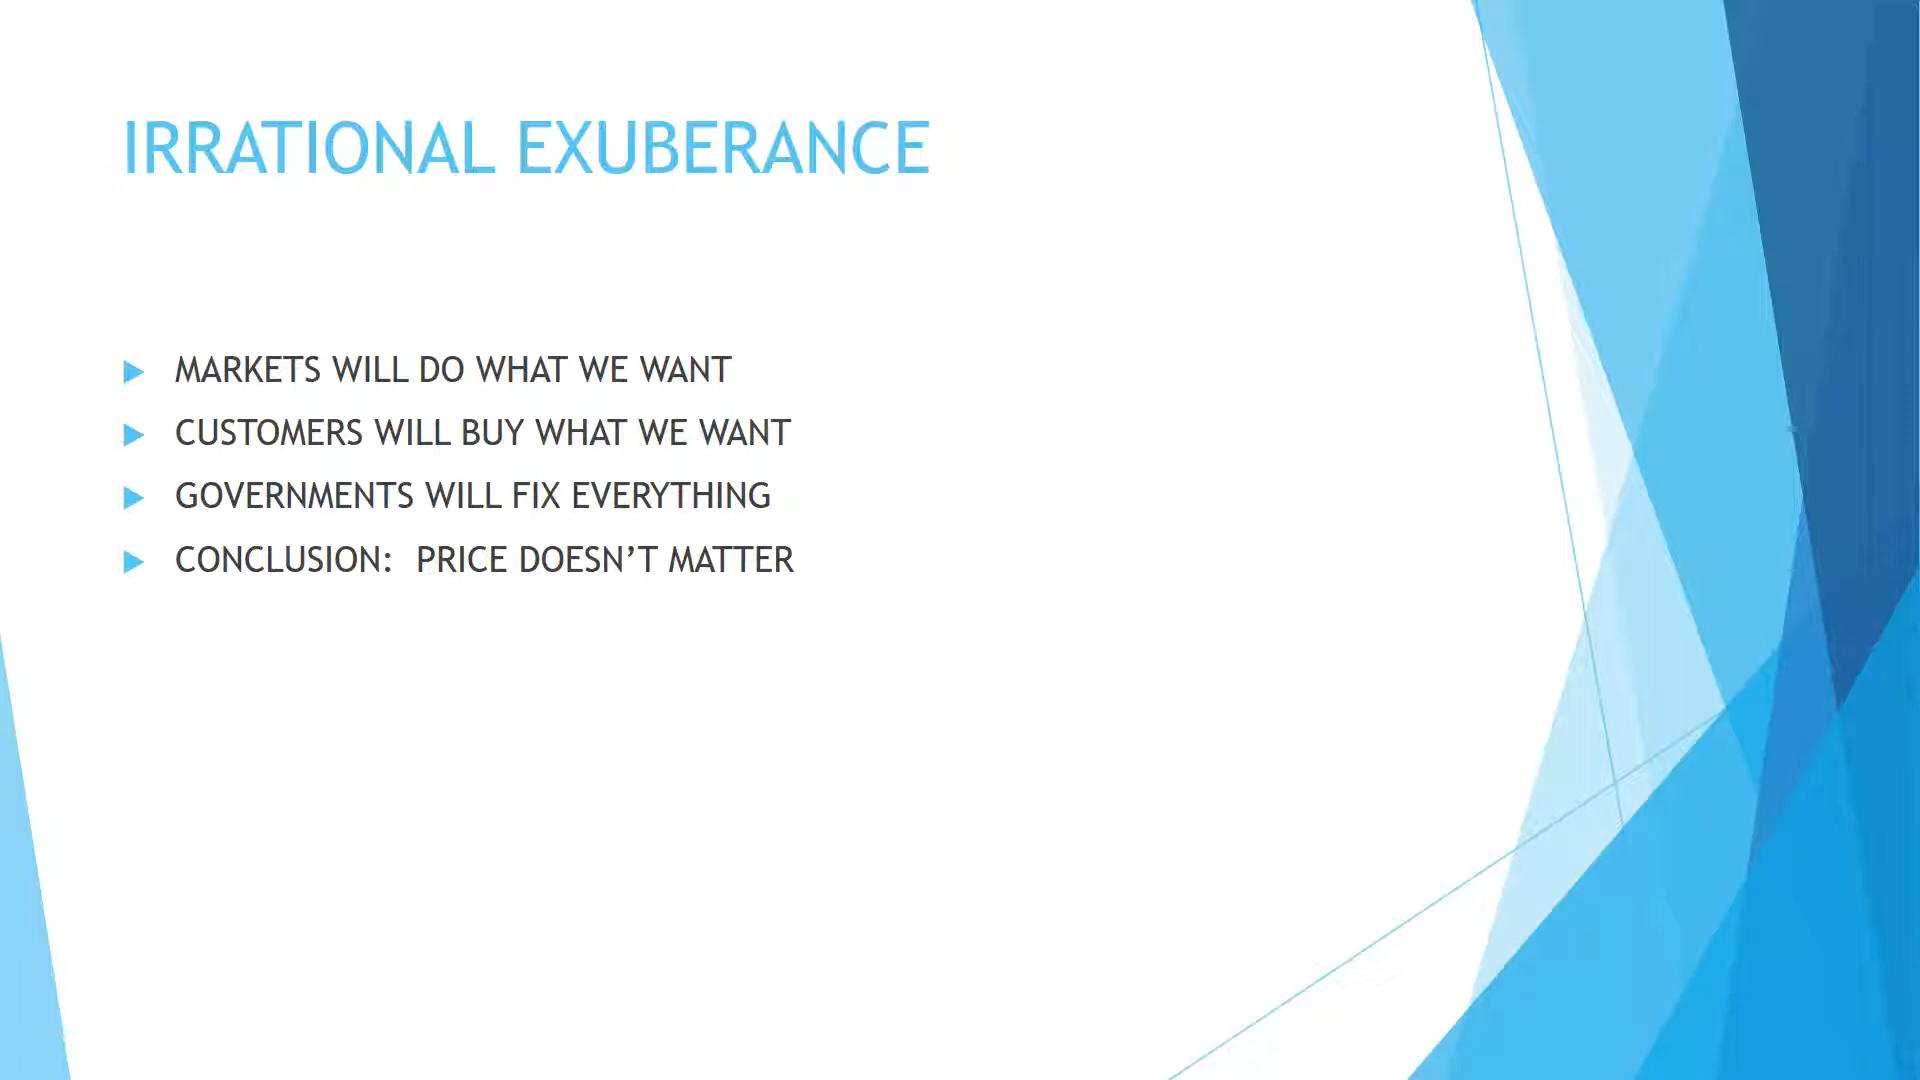 IRRATIONAL EXUBERANCE
MARKETS WILL DO WHAT WE WANT
CUSTOMERS WILL BUY WHAT WE WANT
GOVERNMENTS WILL FIX EVERYTHING
CONCLUSION:  PRICE DOESN’T MATTER